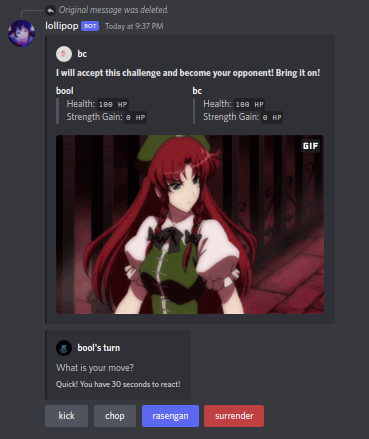 Original message was deleted.
lollipop BOT Today at 9:37 PM
bc
I will accept this challenge and become your opponent! Bring it on!
bool bc
Health: 100 HP Health: 100 HP
Strength Gain: 0 HP Strength Gain: 0 HP
GIF
bool's turn
What is your move?
Quick! You have 30 seconds to react!
kick chop rasengan surrender